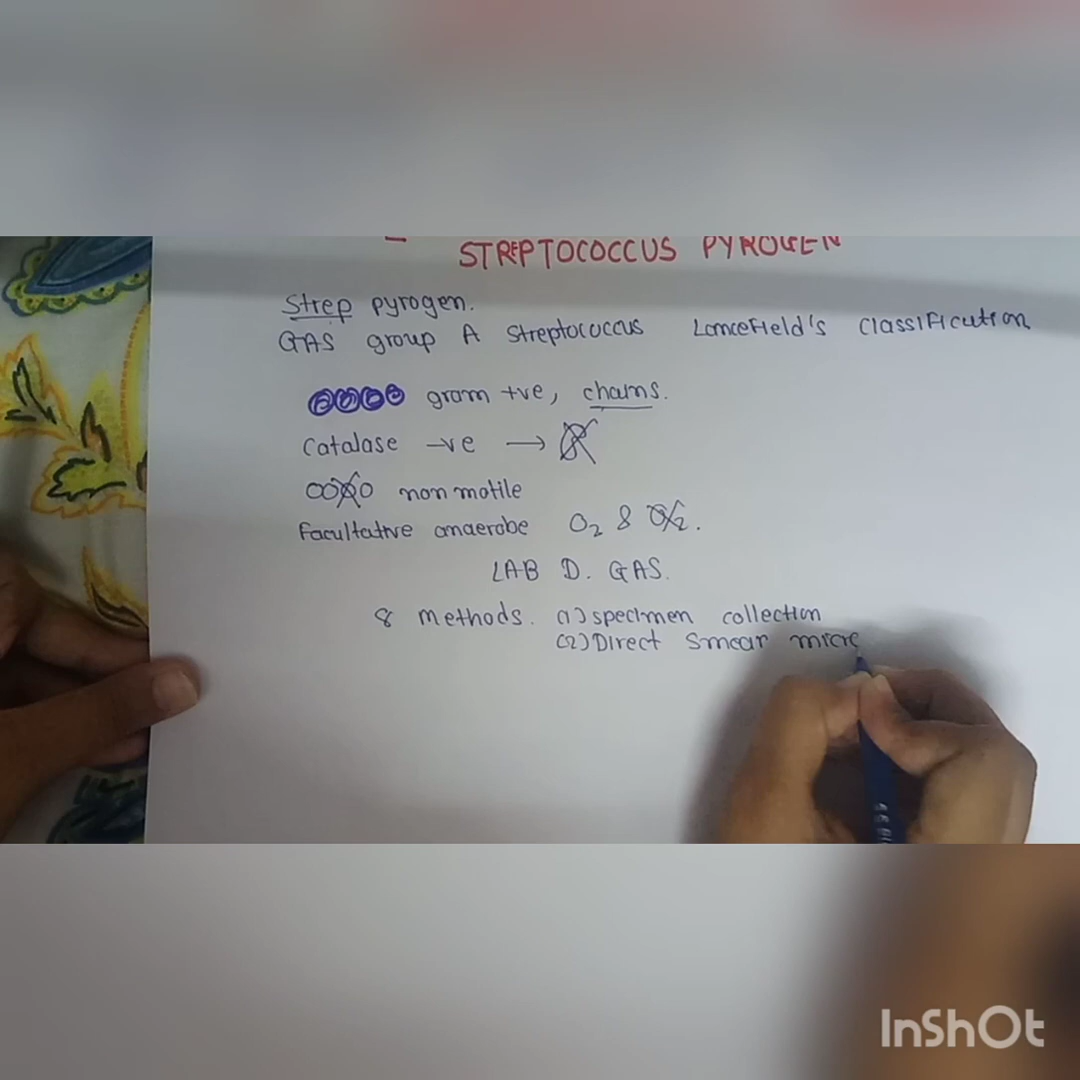 STREPTOCOCCUS PYROGEN
Strep pyrogen.
GAS group A Streptococcus Lancefield's classification
gram +ve, chains.
Catalase -ve →
non motile
Facultative anaerobe O2 & O2.
LAB D. GAS.
8 Methods. (1) specimen collection
(2) Direct Smear micro
InShOt